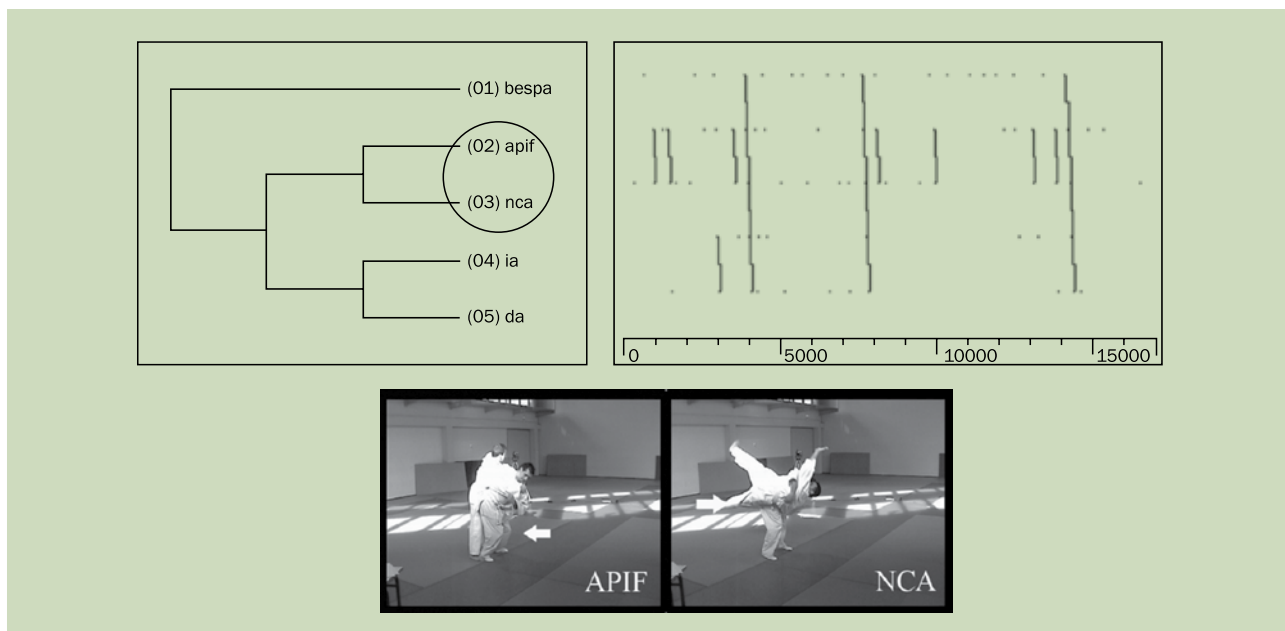 (01) bespa
(02) apif
(03) nca
(04) ia
(05) da
0 5000 10000 15000
APIF NCA